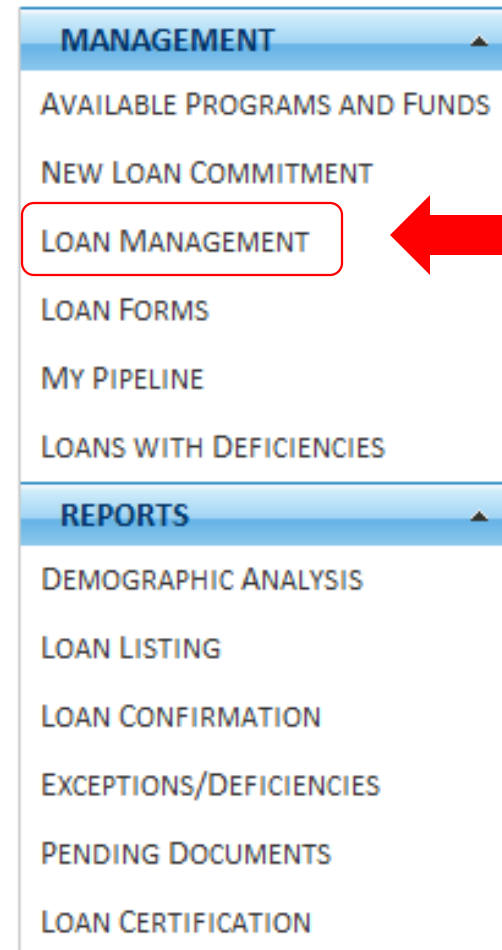 MANAGEMENT
AVAILABLE PROGRAMS AND FUNDS
NEW LOAN COMMITMENT
LOAN MANAGEMENT
LOAN FORMS
MY PIPELINE
LOANS WITH DEFICIENCIES
REPORTS
DEMOGRAPHIC ANALYSIS
LOAN LISTING
LOAN CONFIRMATION
EXCEPTIONS/DEFICIENCIES
PENDING DOCUMENTS
LOAN CERTIFICATION